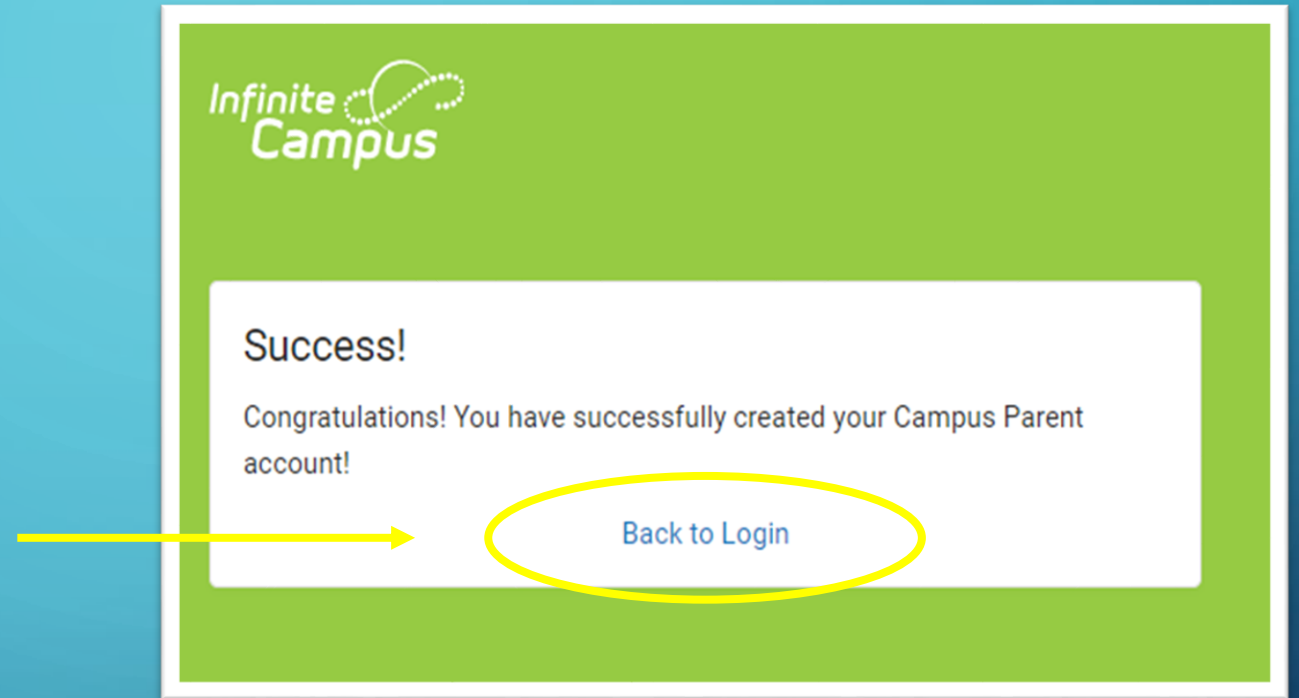 Infinite
Campus
Success!
Congratulations! You have successfully created your Campus Parent
account!
Back to Login